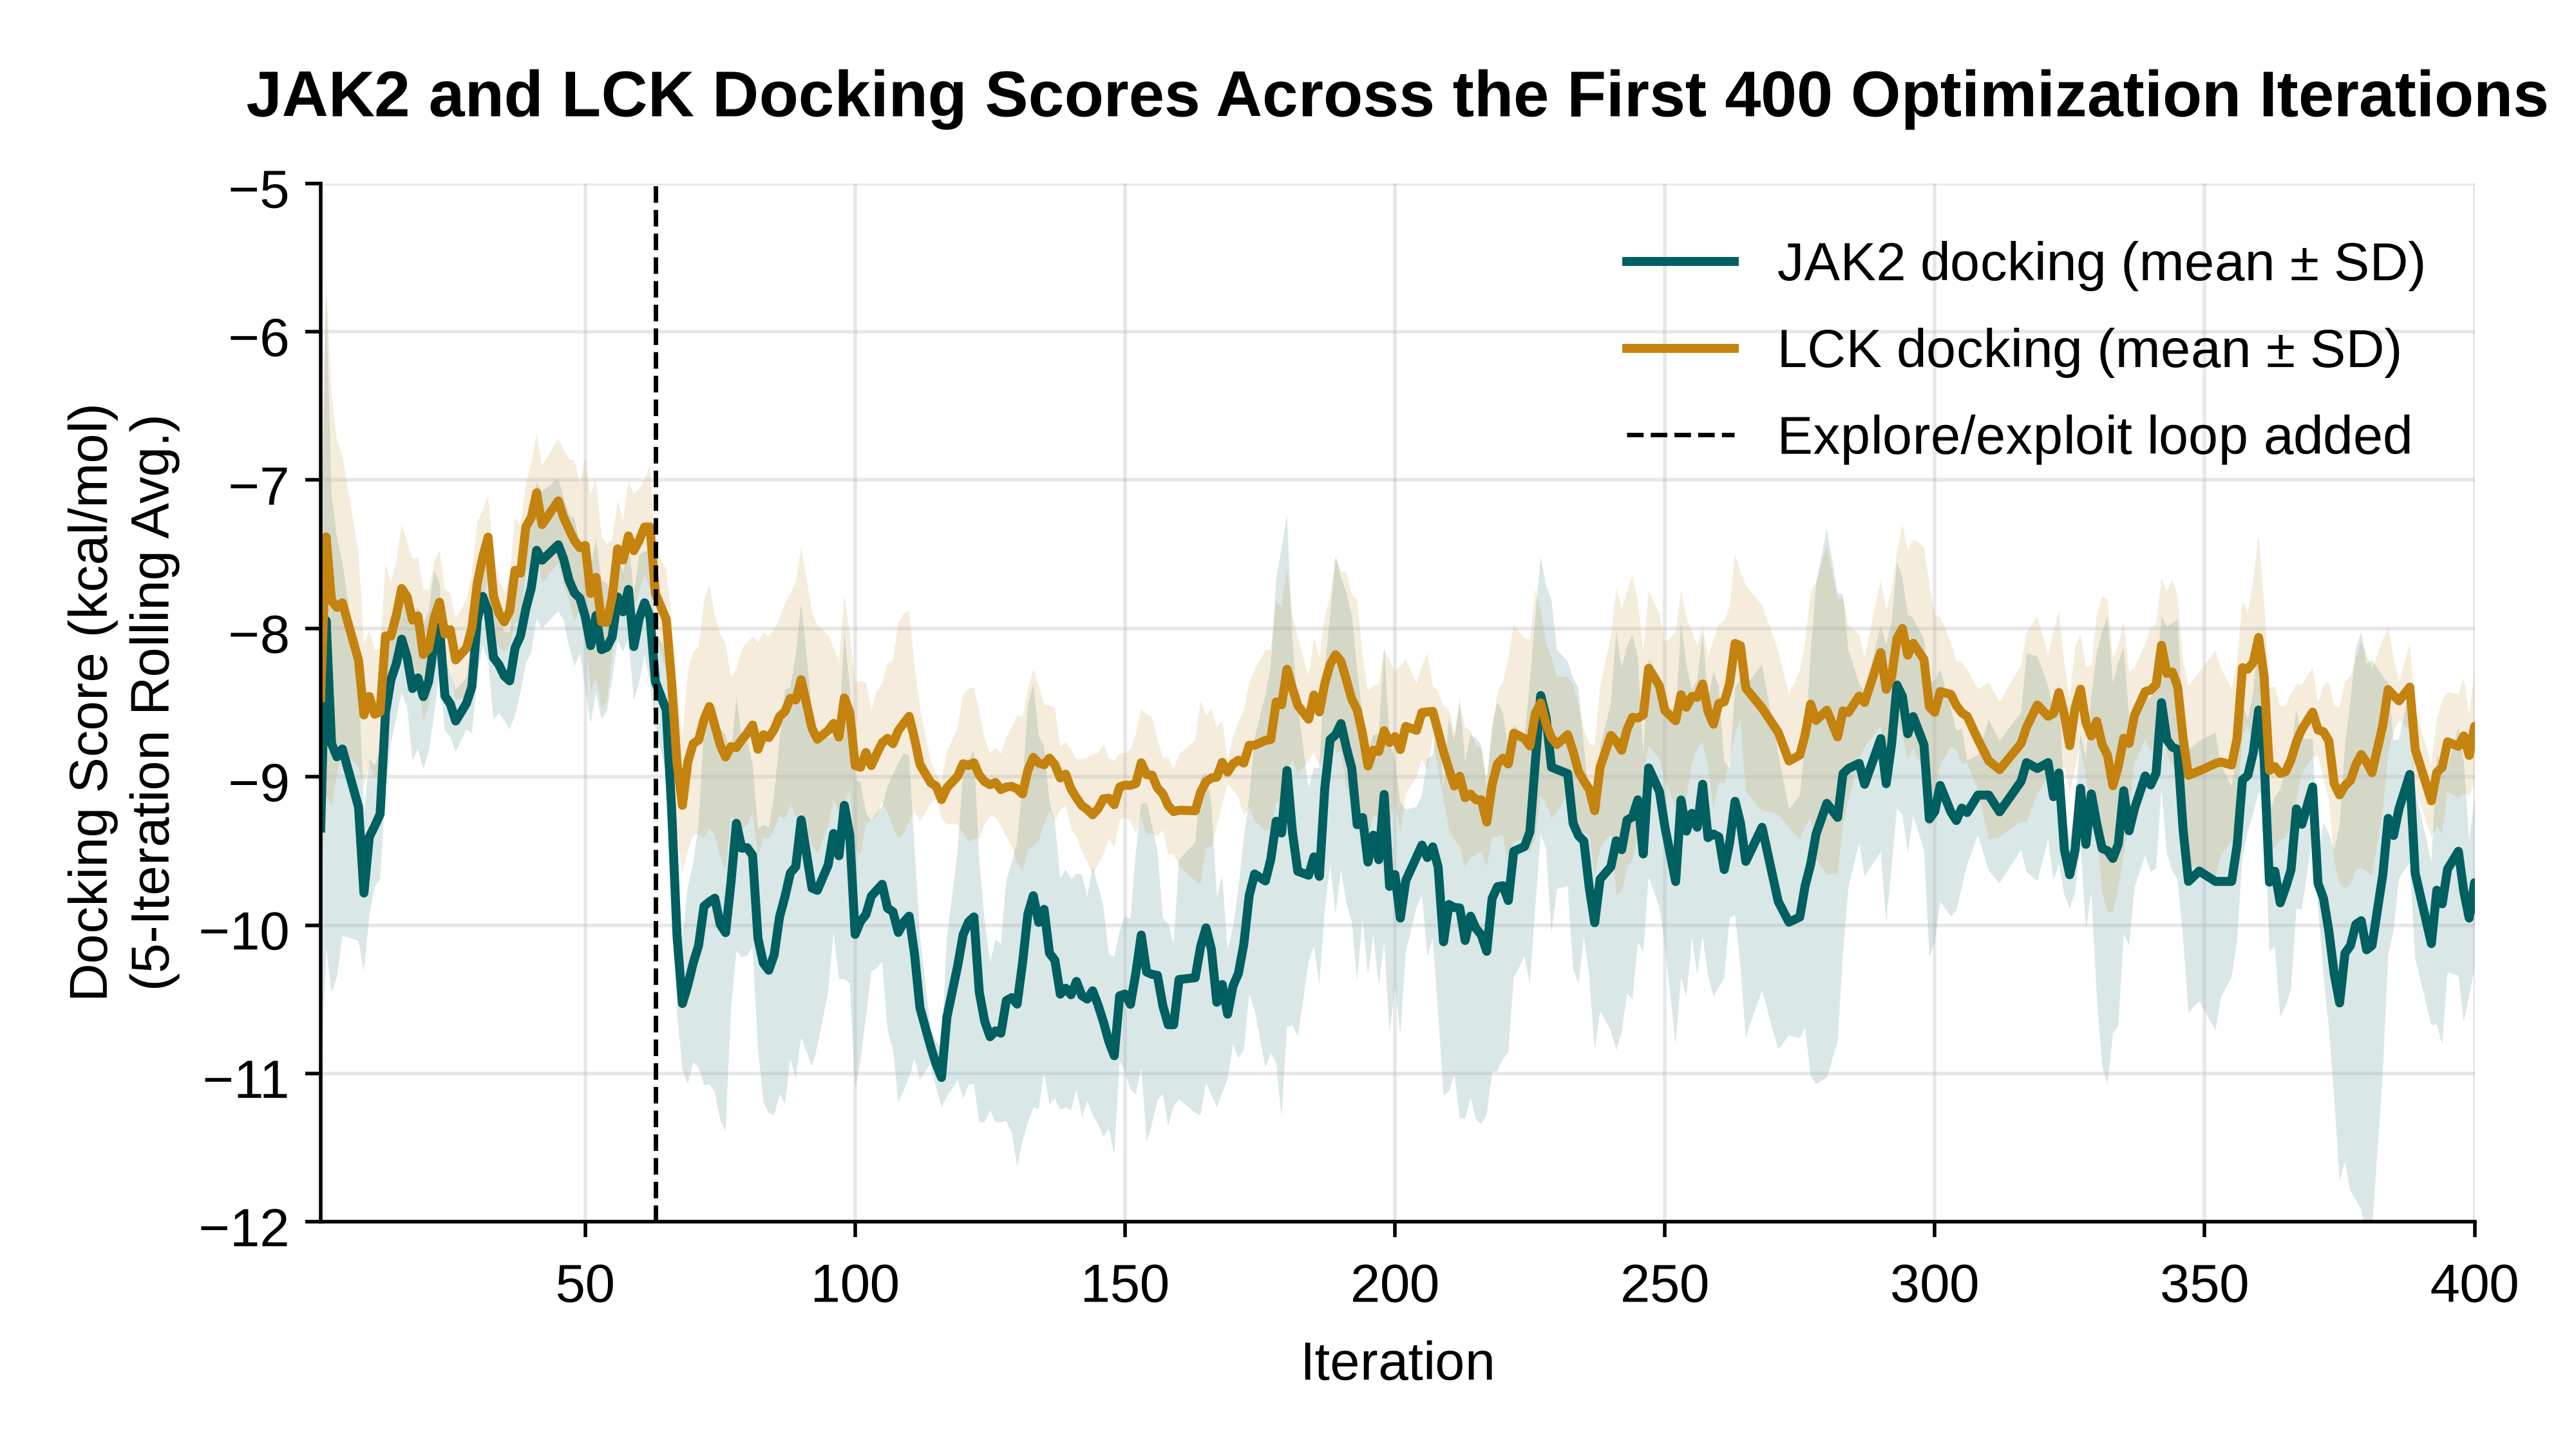 JAK2 and LCK Docking Scores Across the First 400 Optimization Iterations
Docking Score (kcal/mol)
(5-Iteration Rolling Avg.)
−5
−6
−7
−8
−9
−10
−11
−12
JAK2 docking (mean ± SD)
LCK docking (mean ± SD)
Explore/exploit loop added
50 100 150 200 250 300 350 400
Iteration